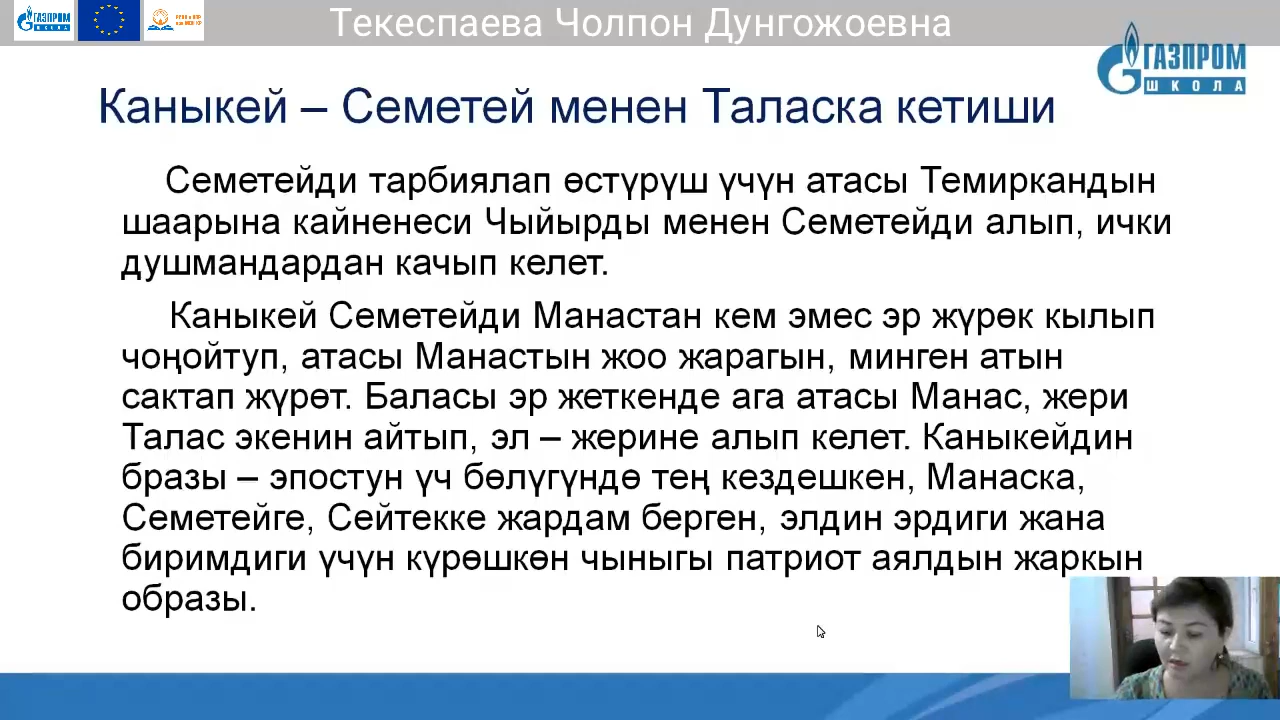 ГАЗПРОМ
ШКОЛА
Текеспаева Чолпон Дунгожоевна
ГАЗПРОМ
ШКОЛА
Каныкей – Семетей менен Таласка кетиши
Семетейди тарбиялап өстүрүш үчүн атасы Темиркандын
шаарына кайненеси Чыйырды менен Семетейди алып, ички
душмандардан качып келет.
Каныкей Семетейди Манастан кем эмес эр жүрөк кылып
чоңойтуп, атасы Манастын жоо жарагын, минген атын
сактап жүрөт. Баласы эр жеткенде ага атасы Манас, жери
Талас экенин айтып, эл – жерине алып келет. Каныкейдин
бразы – эпостун үч бөлүгүндө тең кездешкен, Манаска,
Семетейге, Сейтекке жардам берген, элдин эрдиги жана
биримдиги үчүн күрөшкөн чыныгы патриот аялдын жаркын
образы.